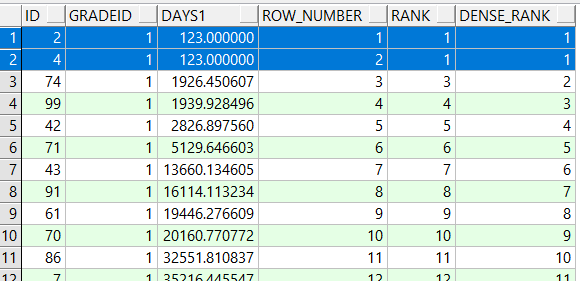 ID GRADEID DAYS1 ROW_NUMBER RANK DENSE_RANK
1 2 1 123.000000 1 1 1
2 4 1 123.000000 2 1 1
3 74 1 1926.450607 3 3 2
4 99 1 1939.928496 4 4 3
5 42 1 2826.897560 5 5 4
6 71 1 5129.646603 6 6 5
7 43 1 13660.134605 7 7 6
8 91 1 16114.113234 8 8 7
9 61 1 19446.276609 9 9 8
10 70 1 20160.770772 10 10 9
11 86 1 32551.810837 11 11 10
12 7 1 35216.445547 12 12 11